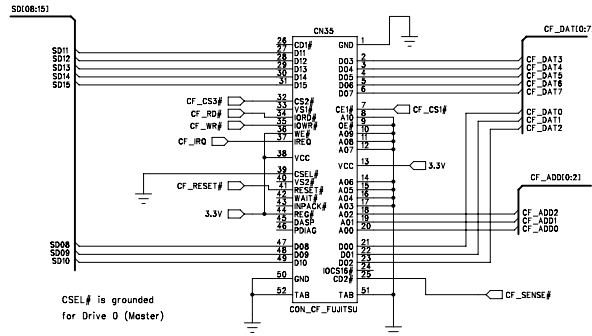 SD[08:15]
CN35
CF_DAT[0:7
26 CD1# GND 1
SD11 27 D11
SD12 28 D12 D03 2 CF_DAT3
SD13 29 D13 D04 3 CF_DAT4
SD14 30 D14 D05 4 CF_DAT5
SD15 31 D15 D06 5 CF_DAT6
D07 6 CF_DAT7
CF_CS3# 32 CS2# CE1# 7 CF_CS1#
33 VS1# A10 8
CF_RD# 34 IORD# OE# 9 CF_DAT0
CF_WR# 35 IOWR# A09 10 CF_DAT1
36 WE# A08 11 CF_DAT2
CF_IRQ 37 IREQ A07 12
38 VCC VCC 13 3.3V
39 CSEL#
40 VS2# A06 14
CF_RESET# 41 RESET# A05 15
42 WAIT# A04 16
43 INPACK# A03 17
3.3V 44 REG# A02 18 CF_ADD2
45 DASP A01 19 CF_ADD1
46 PDIAG A00 20 CF_ADD0
CF_ADD[0:2]
SD08 47 D08 D00 21
SD09 48 D09 D01 22
SD10 49 D10 D02 23
IOCS16# 24
50 GND CD2# 25 CF_SENSE#
52 TAB TAB 51
CON_CF_FUJITSU
CSEL# is grounded
for Drive 0 (Master)